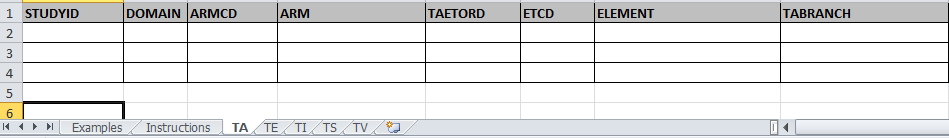 1 STUDYID DOMAIN ARMCD ARM TAETORD ETCD ELEMENT TABRANCH
2
3
4
5
6
Examples Instructions TA TE TI TS TV